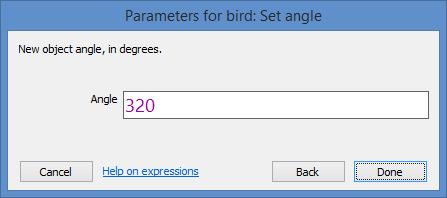 Parameters for bird: Set angle
New object angle, in degrees.
Angle 320
Cancel Help on expressions Back Done